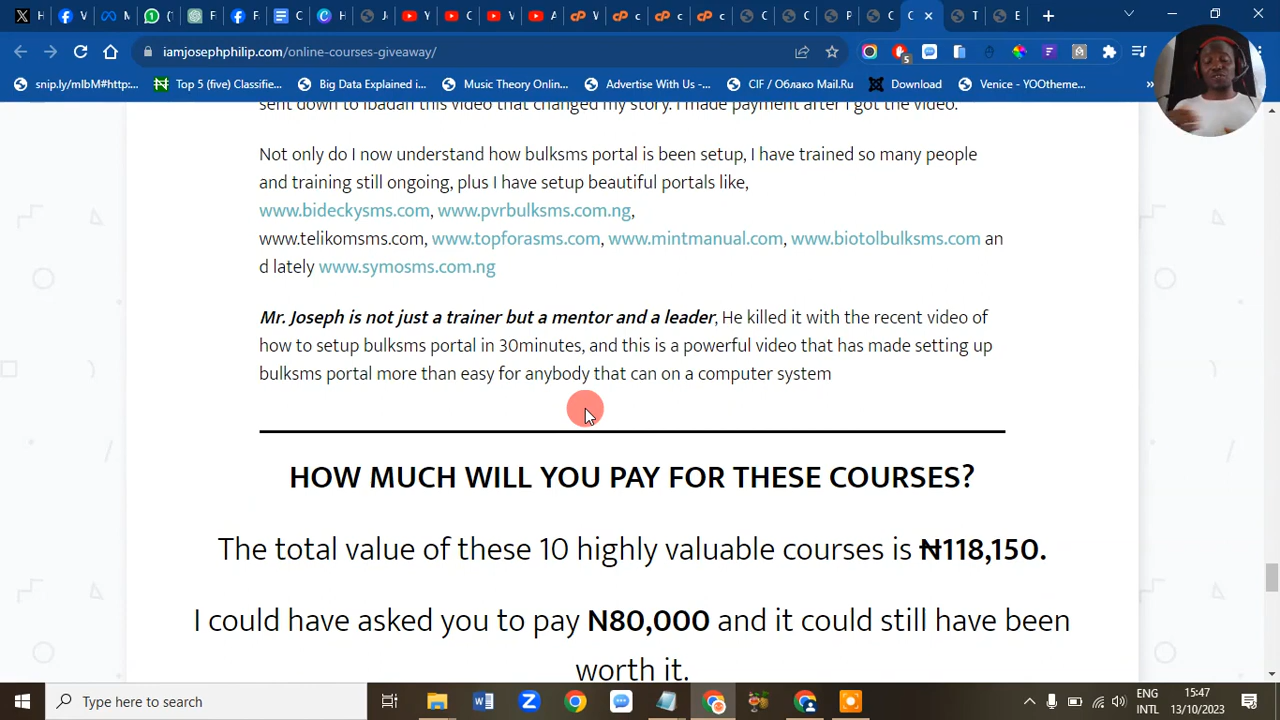 X
V
M
(
F
F
C
H
J
Y
C
V
A
V
c
c
c
C
C
P
C
C
T
E
iamjosephphilip.com/online-courses-giveaway/
5
snip.ly/mlbM#http:...
Top 5 (five) Classifie...
Big Data Explained i...
Music Theory Online...
Advertise With Us -...
CIF / Облако Mail.Ru
Download
Venice - YOOtheme...
»
sent down to Ibadan this video that changed my story. I made payment after I got the video.
Not only do I now understand how bulksms portal is been setup, I have trained so many people
and training still ongoing, plus I have setup beautiful portals like,
www.bideckysms.com, www.pvrbulksms.com.ng,
www.telikomsms.com, www.topforasms.com, www.mintmanual.com, www.biotolbulksms.com an
d lately www.symosms.com.ng
Mr. Joseph is not just a trainer but a mentor and a leader, He killed it with the recent video of
how to setup bulksms portal in 30minutes, and this is a powerful video that has made setting up
bulksms portal more than easy for anybody that can on a computer system
HOW MUCH WILL YOU PAY FOR THESE COURSES?
The total value of these 10 highly valuable courses is ₦118,150.
I could have asked you to pay N80,000 and it could still have been
worth it.
Type here to search
ENG
INTL
15:47
13/10/2023